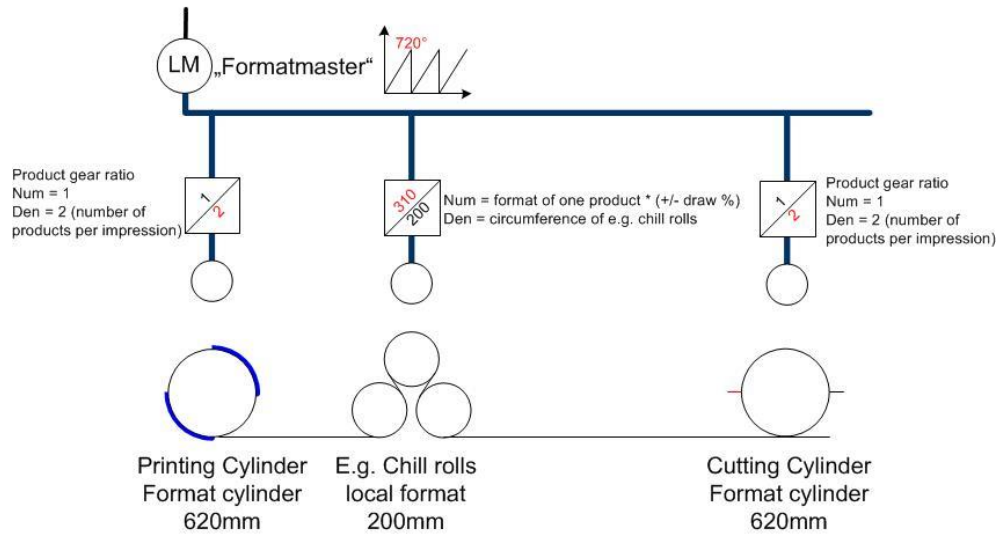 LM
„Formatmaster“
720°
Product gear ratio
Num = 1
Den = 2 (number of
products per impression)
1
2
310
200
Num = format of one product * (+/- draw %)
Den = circumference of e.g. chill rolls
1
2
Product gear ratio
Num = 1
Den = 2 (number of
products per impression)
Printing Cylinder
Format cylinder
620mm
E.g. Chill rolls
local format
200mm
Cutting Cylinder
Format cylinder
620mm